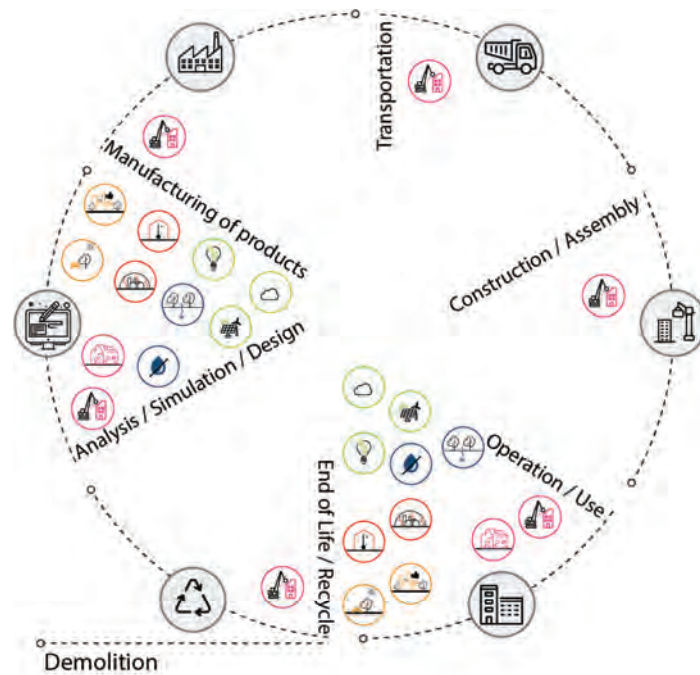 Transportation
Manufacturing of products
Construction / Assembly
Analysis / Simulation / Design
Operation / Use
End of Life / Recycle
Demolition